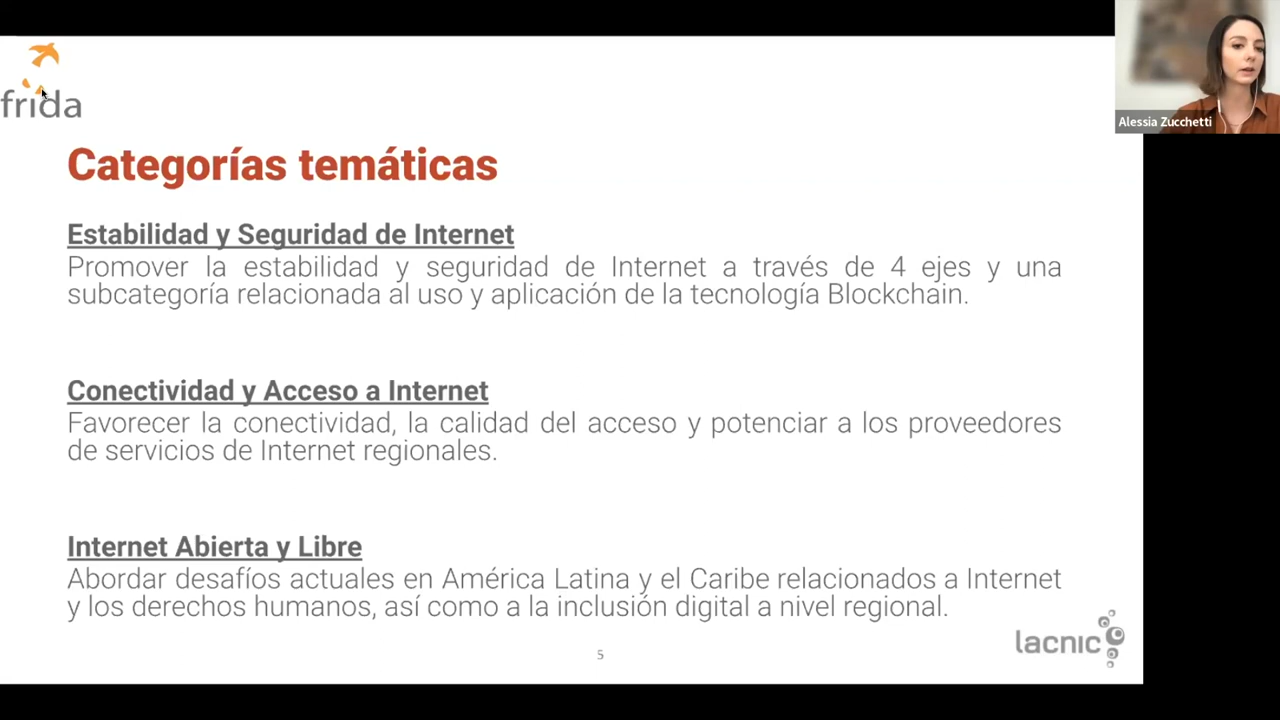 frida
Alessia Zucchetti
Categorías temáticas
Estabilidad y Seguridad de Internet
Promover la estabilidad y seguridad de Internet a través de 4 ejes y una
subcategoría relacionada al uso y aplicación de la tecnología Blockchain.
Conectividad y Acceso a Internet
Favorecer la conectividad, la calidad del acceso y potenciar a los proveedores
de servicios de Internet regionales.
Internet Abierta y Libre
Abordar desafíos actuales en América Latina y el Caribe relacionados a Internet
y los derechos humanos, así como a la inclusión digital a nivel regional.
lacnic
5